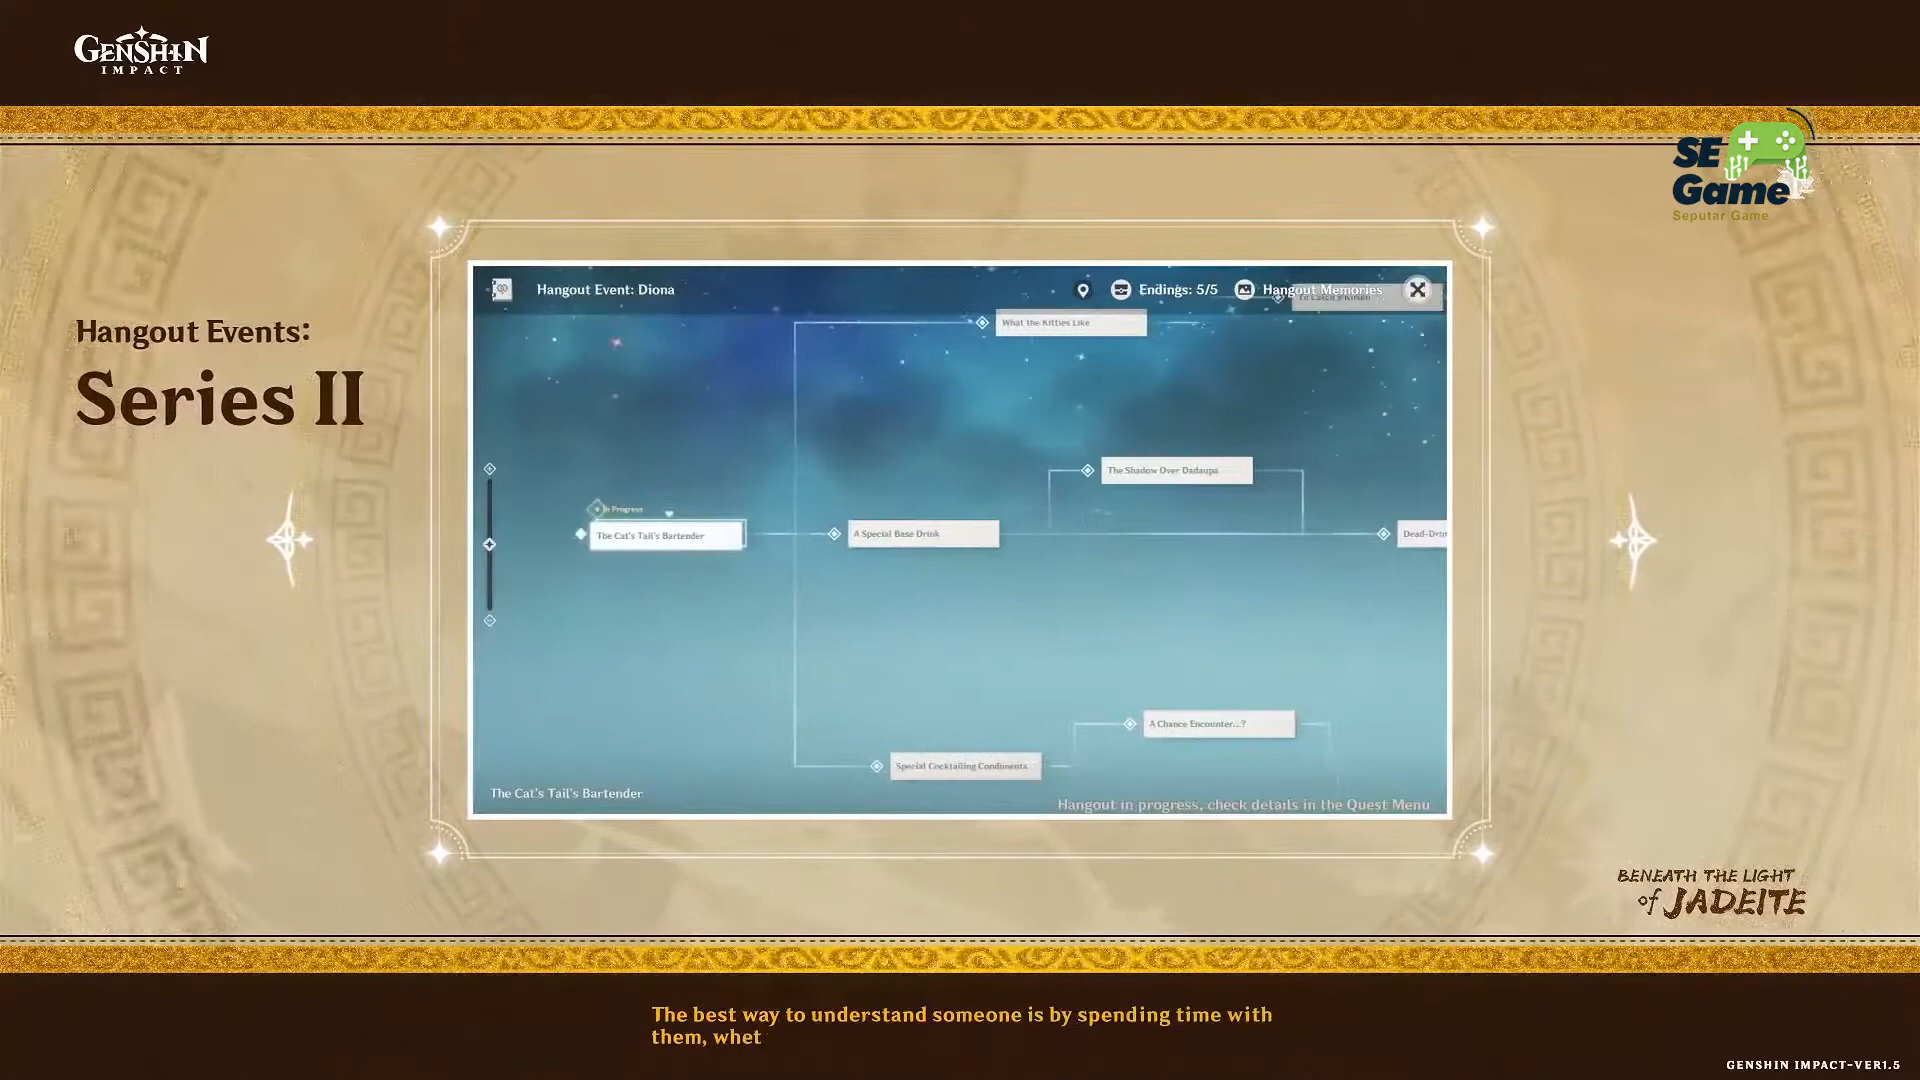 GENSHIN
IMPACT
SE
Game
Seputar Game
Hangout Events:
Series II
Hangout Event: Diona
Endings: 5/5
Hangout Memories
What the Kitties Like
The Shadow Over Dadaupa
In Progress
The Cat's Tail's Bartender
A Special Base Drink
A Chance Encounter...?
Special Cocktailing Condiments
The Cat's Tail's Bartender
Hangout in progress, check details in the Quest Menu
BENEATH THE LIGHT
of JADEITE
The best way to understand someone is by spending time with
them, whet
GENSHIN IMPACT-VER1.5